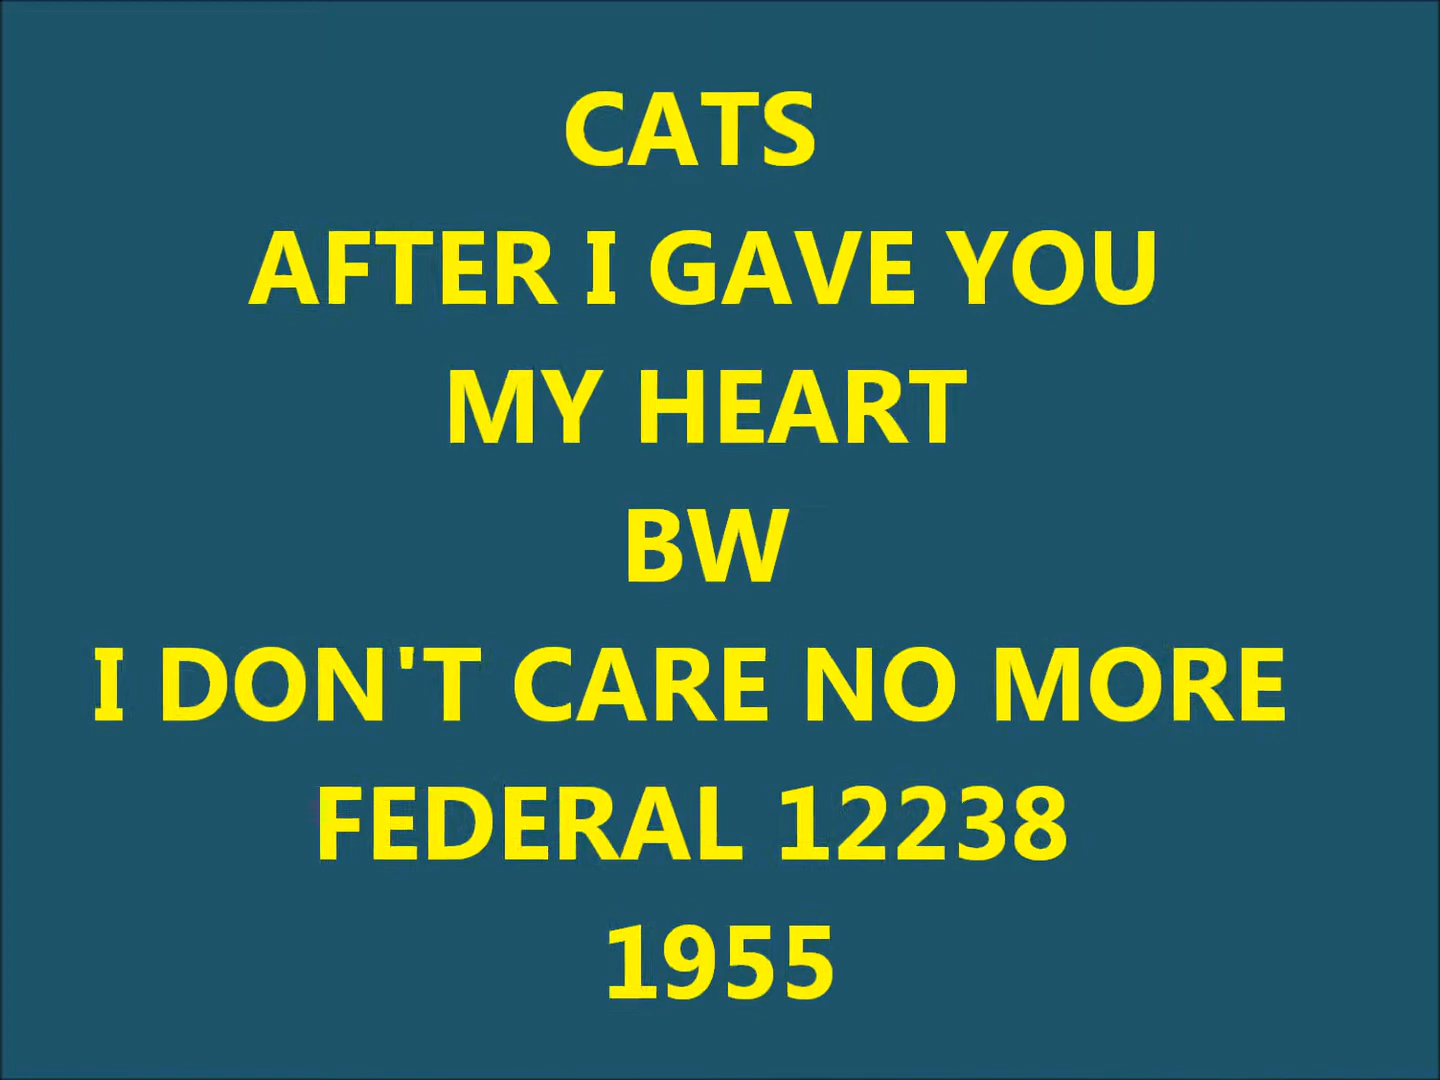 CATS
AFTER I GAVE YOU
MY HEART
BW
I DON'T CARE NO MORE
FEDERAL 12238
1955